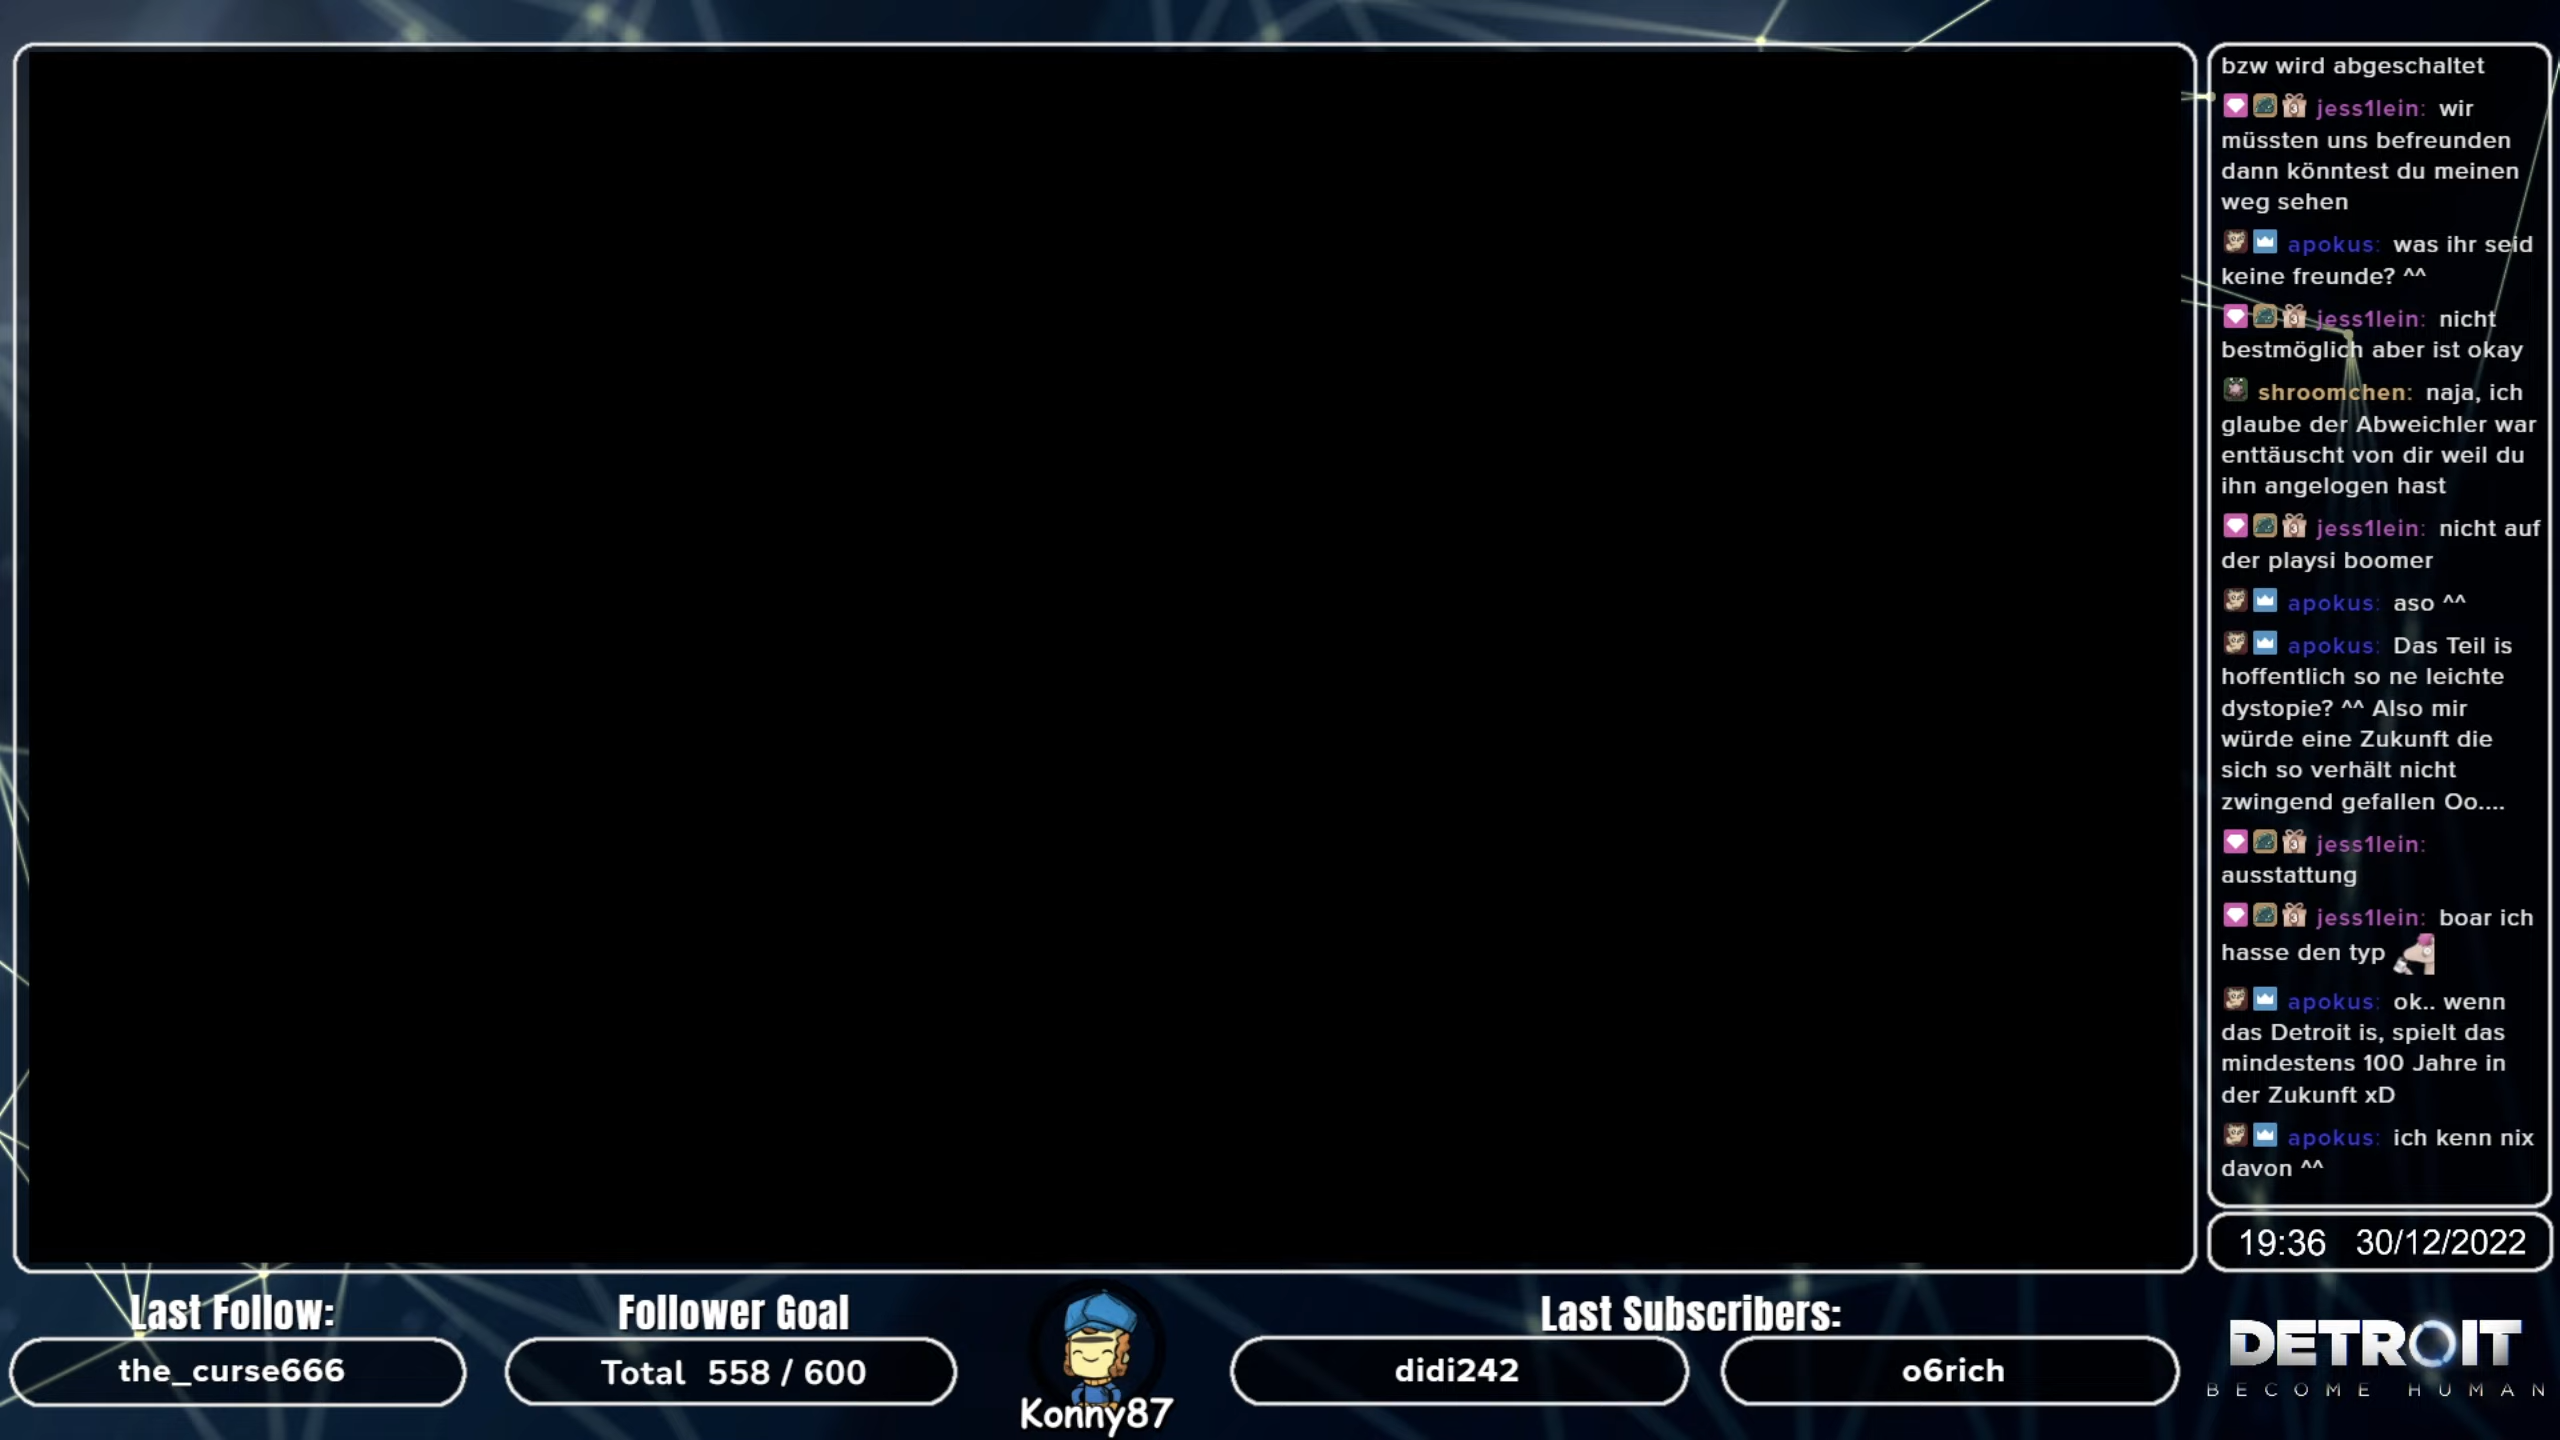 bzw wird abgeschaltet
jess1lein: wir
müssten uns befreunden
dann könntest du meinen
weg sehen
apokus: was ihr seid
keine freunde? ^^
jess1lein: nicht
bestmöglich aber ist okay
shroomchen: naja, ich
glaube der Abweichler war
enttäuscht von dir weil du
ihn angelogen hast
jess1lein: nicht auf
der playsi boomer
apokus: aso ^^
apokus: Das Teil is
hoffentlich so ne leichte
dystopie? ^^ Also mir
würde eine Zukunft die
sich so verhält nicht
zwingend gefallen Oo....
jess1lein:
ausstattung
jess1lein: boar ich
hasse den typ
apokus: ok.. wenn
das Detroit is, spielt das
mindestens 100 Jahre in
der Zukunft xD
apokus: ich kenn nix
davon ^^
19:36 30/12/2022
Last Follow:
the_curse666
Follower Goal
Total 558 / 600
Konny87
Last Subscribers:
didi242
o6rich
DETROIT
BECOME HUMAN